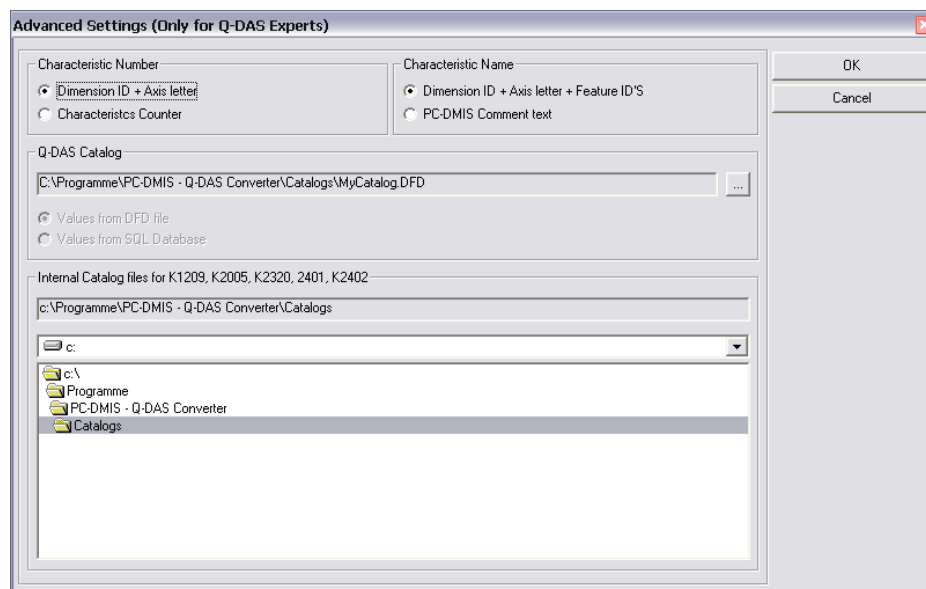 Advanced Settings (Only for Q-DAS Experts)
Characteristic Number
Dimension ID + Axis letter
Characteristcs Counter
Characteristic Name
Dimension ID + Axis letter + Feature ID'S
PC-DMIS Comment text
OK
Cancel
Q-DAS Catalog
C:\Programme\PC-DMIS - Q-DAS Converter\Catalogs\MyCatalog.DFD
...
Values from DFD file
Values from SQL Database
Internal Catalog files for K1209, K2005, K2320, 2401, K2402
c:\Programme\PC-DMIS - Q-DAS Converter\Catalogs
c:
c:\
Programme
PC-DMIS - Q-DAS Converter
Catalogs